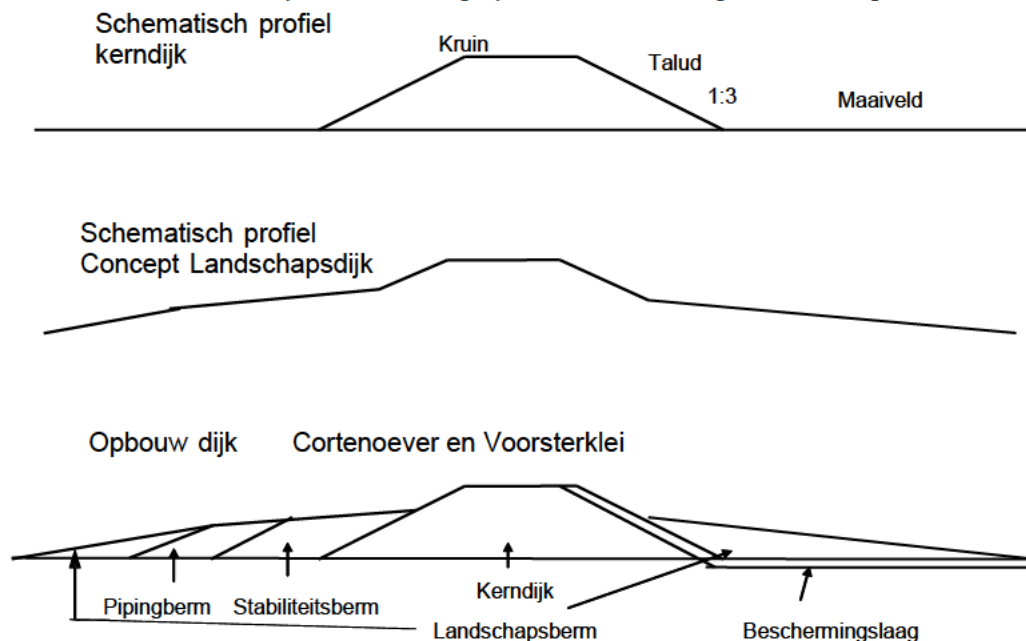 Schematisch profiel
kerndijk
Kruin
Talud
1:3
Maaiveld
Schematisch profiel
Concept Landschapsdijk
Opbouw dijk Cortenoever en Voorsterklei
Pipingberm Stabiliteitsberm Kerndijk
Landschapsberm Beschermingslaag